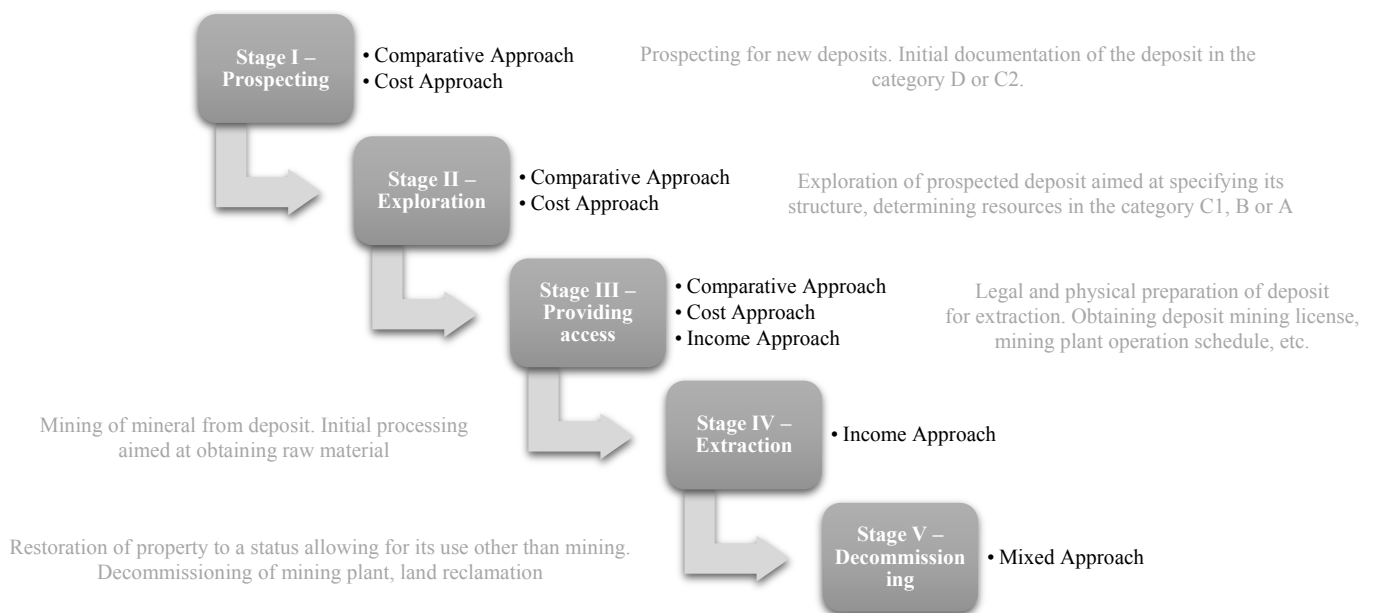 Stage I –
Prospecting
• Comparative Approach
• Cost Approach
Prospecting for new deposits. Initial documentation of the deposit in the
category D or C2.
Stage II –
Exploration
• Comparative Approach
• Cost Approach
Exploration of prospected deposit aimed at specifying its
structure, determining resources in the category C1, B or A
Stage III –
Providing
access
• Comparative Approach
• Cost Approach
• Income Approach
Legal and physical preparation of deposit
for extraction. Obtaining deposit mining license,
mining plant operation schedule, etc.
Mining of mineral from deposit. Initial processing
aimed at obtaining raw material
Stage IV –
Extraction
• Income Approach
Restoration of property to a status allowing for its use other than mining.
Decommissioning of mining plant, land reclamation
Stage V –
Decommission
ing
• Mixed Approach